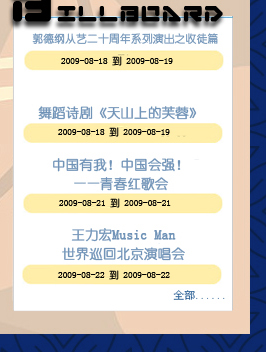 BILLBOARD
郭德纲从艺二十周年系列演出之收徒篇
2009-08-18 到 2009-08-19
舞蹈诗剧《天山上的芙蓉》
2009-08-18 到 2009-08-19
中国有我！中国会强！
——青春红歌会
2009-08-21 到 2009-08-21
王力宏Music Man
世界巡回北京演唱会
2009-08-22 到 2009-08-22
全部......